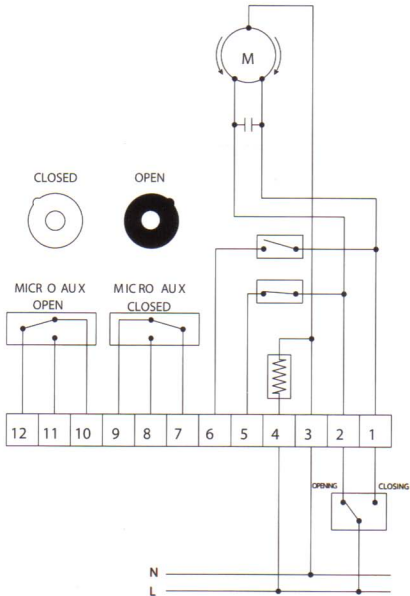 M
CLOSED
OPEN
MICR O AUX
OPEN
MICRO AUX
CLOSED
12 11 10 9 8 7 6 5 4 3 2 1
OPENING
CLOSING
N
L